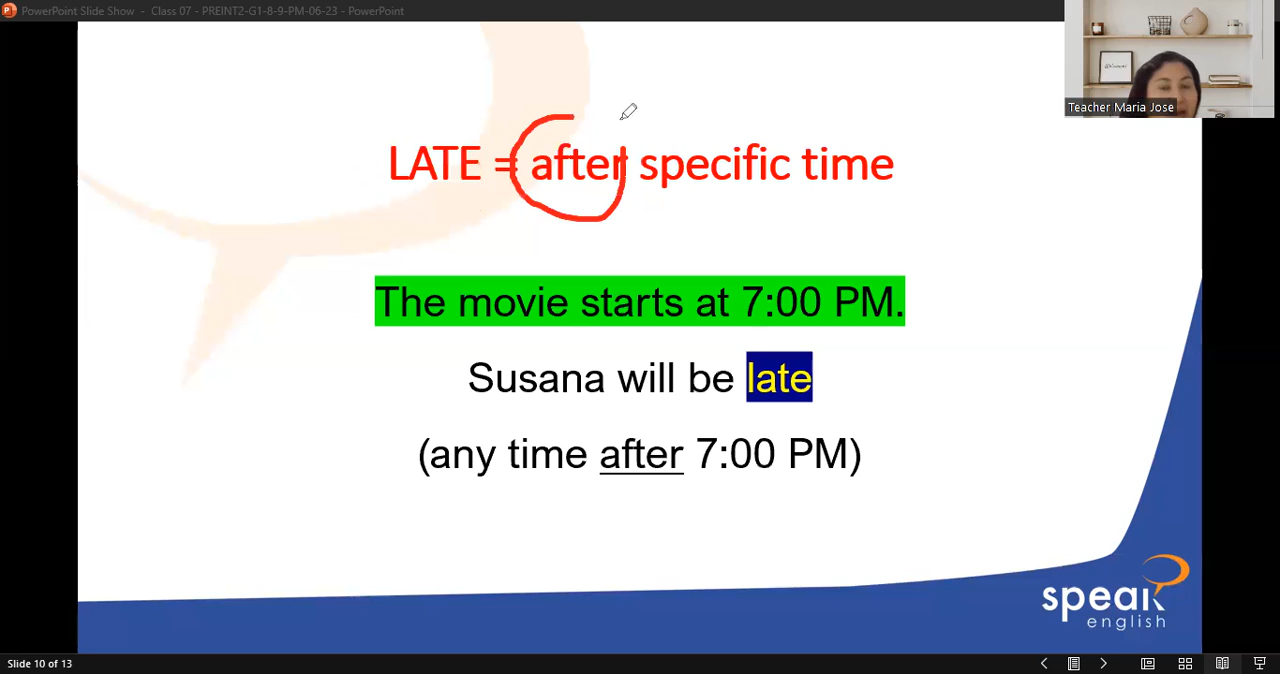 PowerPoint Slide Show - Class 07 - PREINT2-G1-8-9-PM-06-23 - PowerPoint
Teacher Maria Jose
LATE = after specific time
The movie starts at 7:00 PM.
Susana will be late
(any time after 7:00 PM)
speak
english
Slide 10 of 13